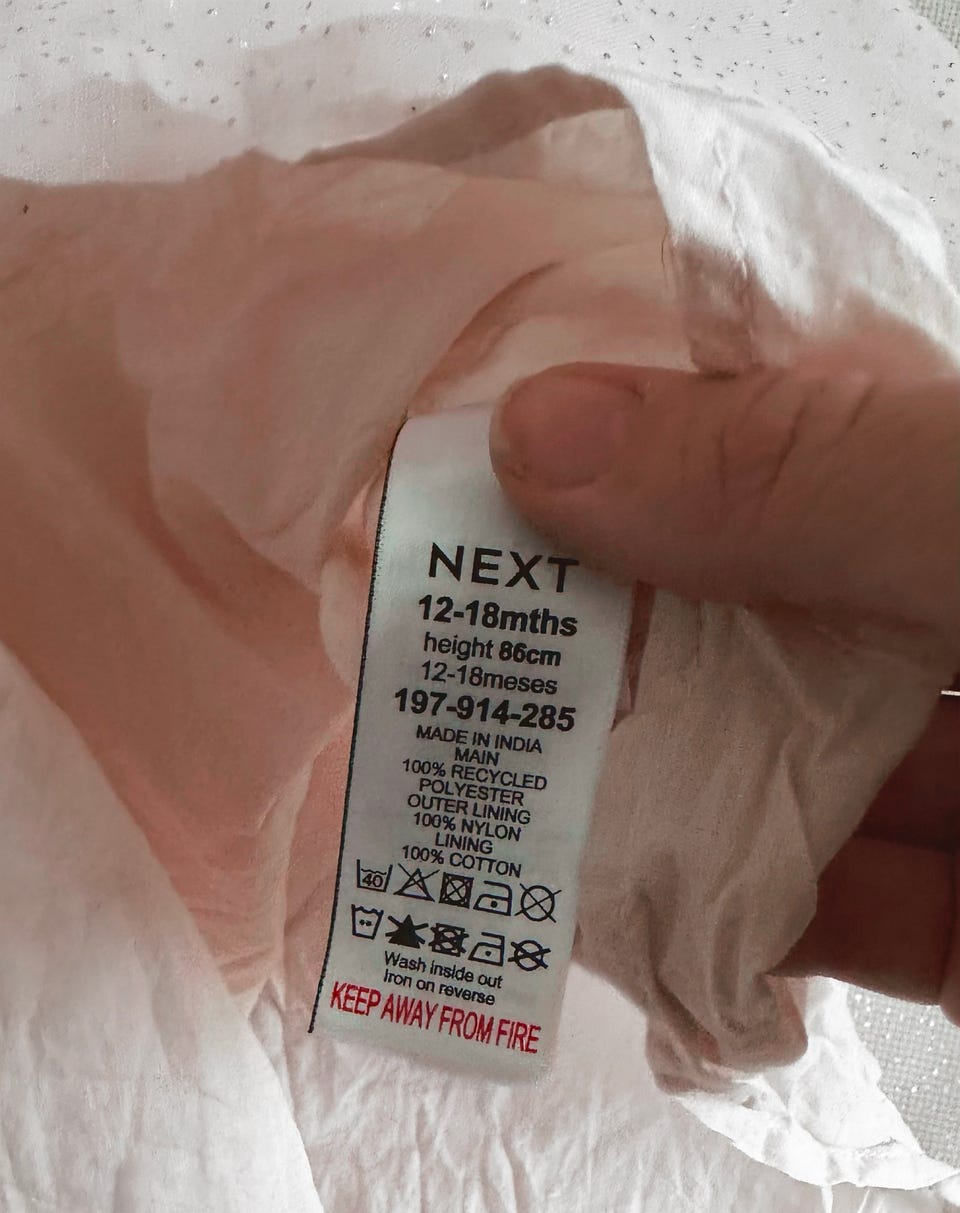 NEXT
12-18mths
height 86cm
12-18meses
197-914-285
MADE IN INDIA
MAIN
100% RECYCLED
POLYESTER
OUTER LINING
100% NYLON
LINING
100% COTTON
40
Wash inside out
Iron on reverse
KEEP AWAY FROM FIRE